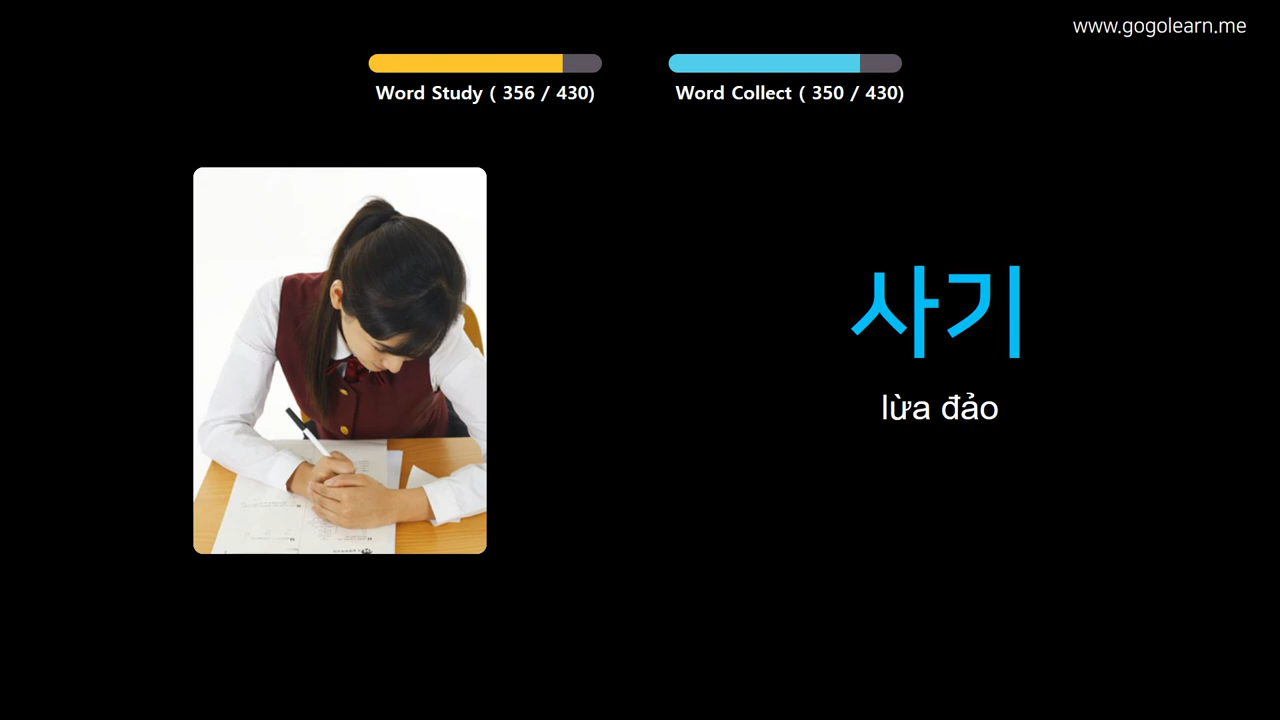 www.gogolearn.me
Word Study ( 356 / 430)
Word Collect ( 350 / 430)
사기
lừa đảo